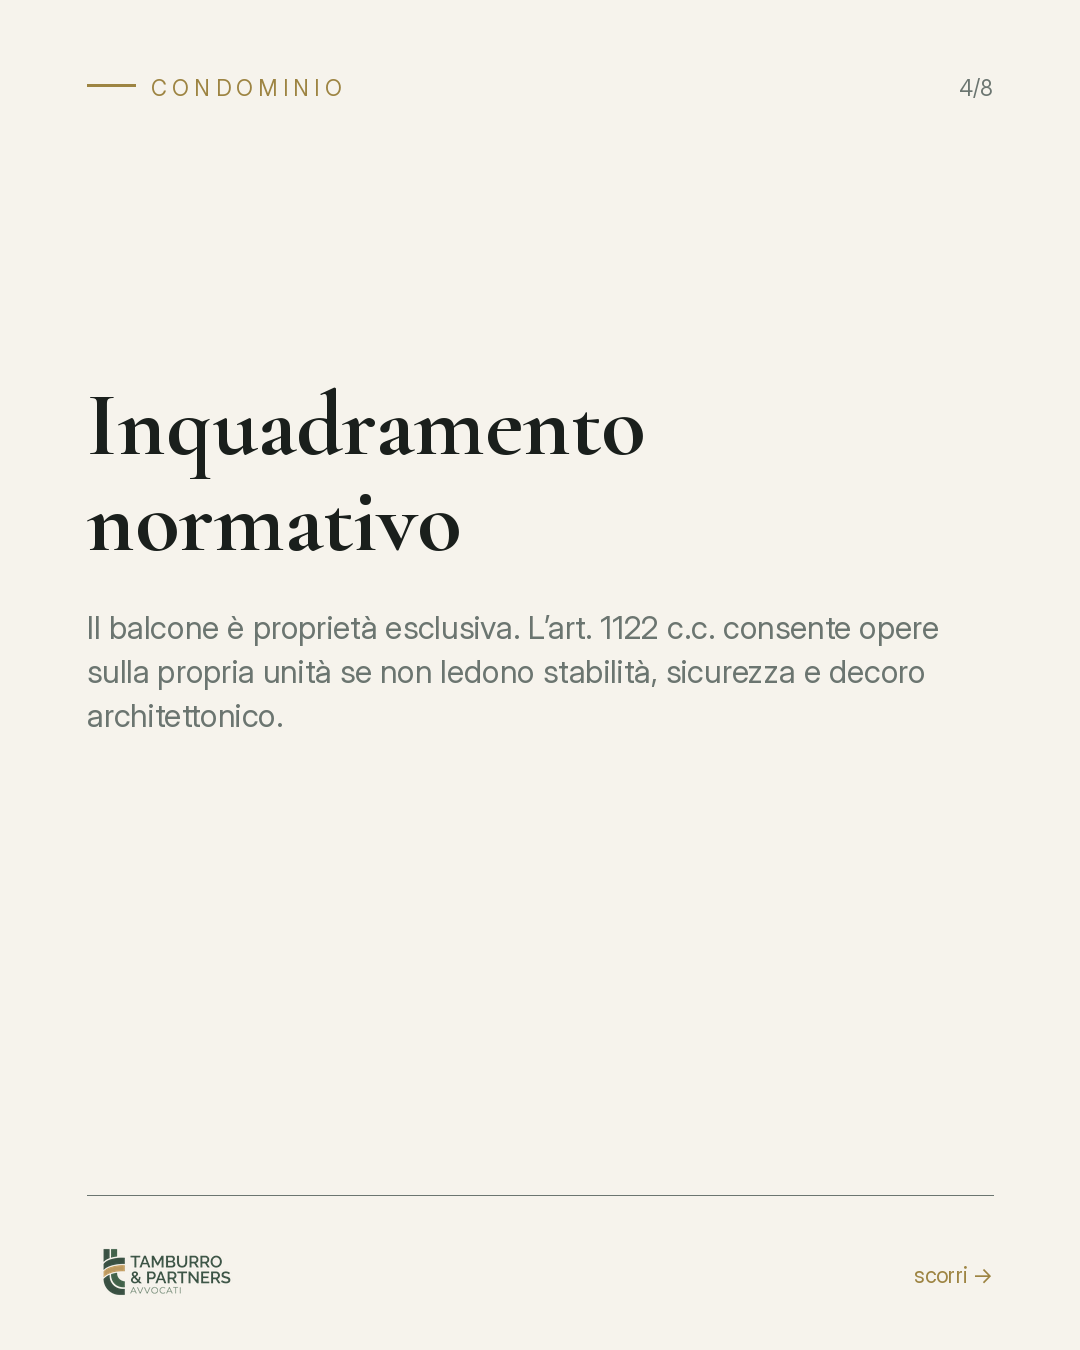 CONDOMINIO
4/8
Inquadramento
normativo
Il balcone è proprietà esclusiva. L’art. 1122 c.c. consente opere
sulla propria unità se non ledono stabilità, sicurezza e decoro
architettonico.
TAMBURRO
& PARTNERS
AVVOCATI
scorri →